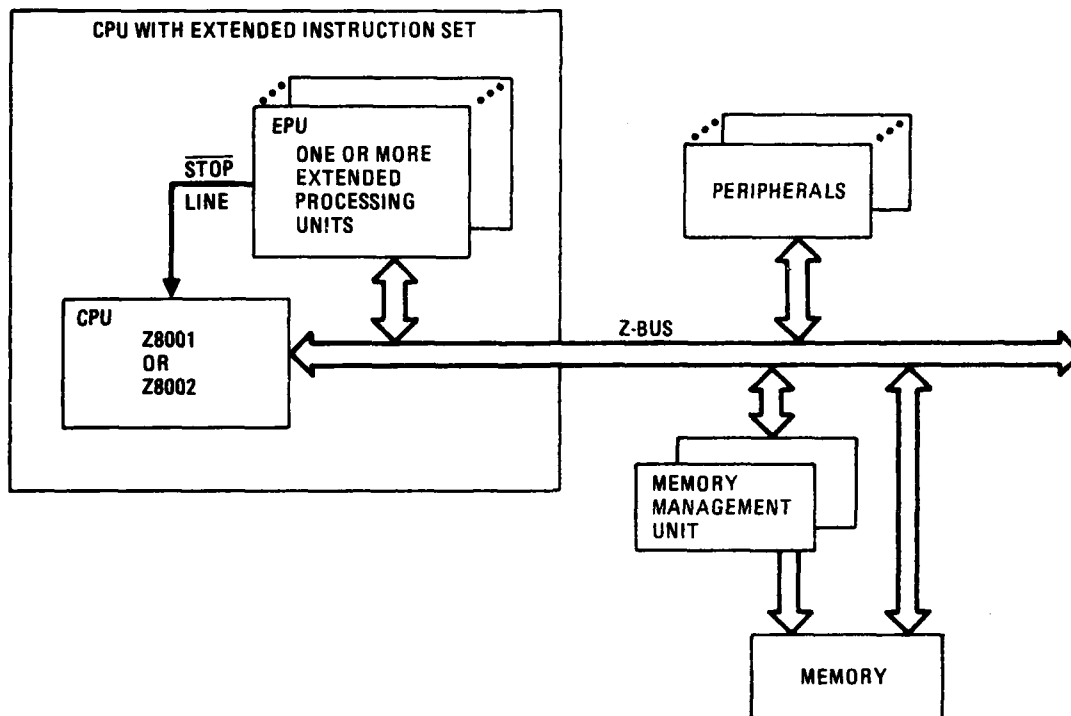 CPU WITH EXTENDED INSTRUCTION SET
EPU
ONE OR MORE
EXTENDED
PROCESSING
UNITS
STOP
LINE
CPU
Z8001
OR
Z8002
PERIPHERALS
Z-BUS
MEMORY
MANAGEMENT
UNIT
MEMORY